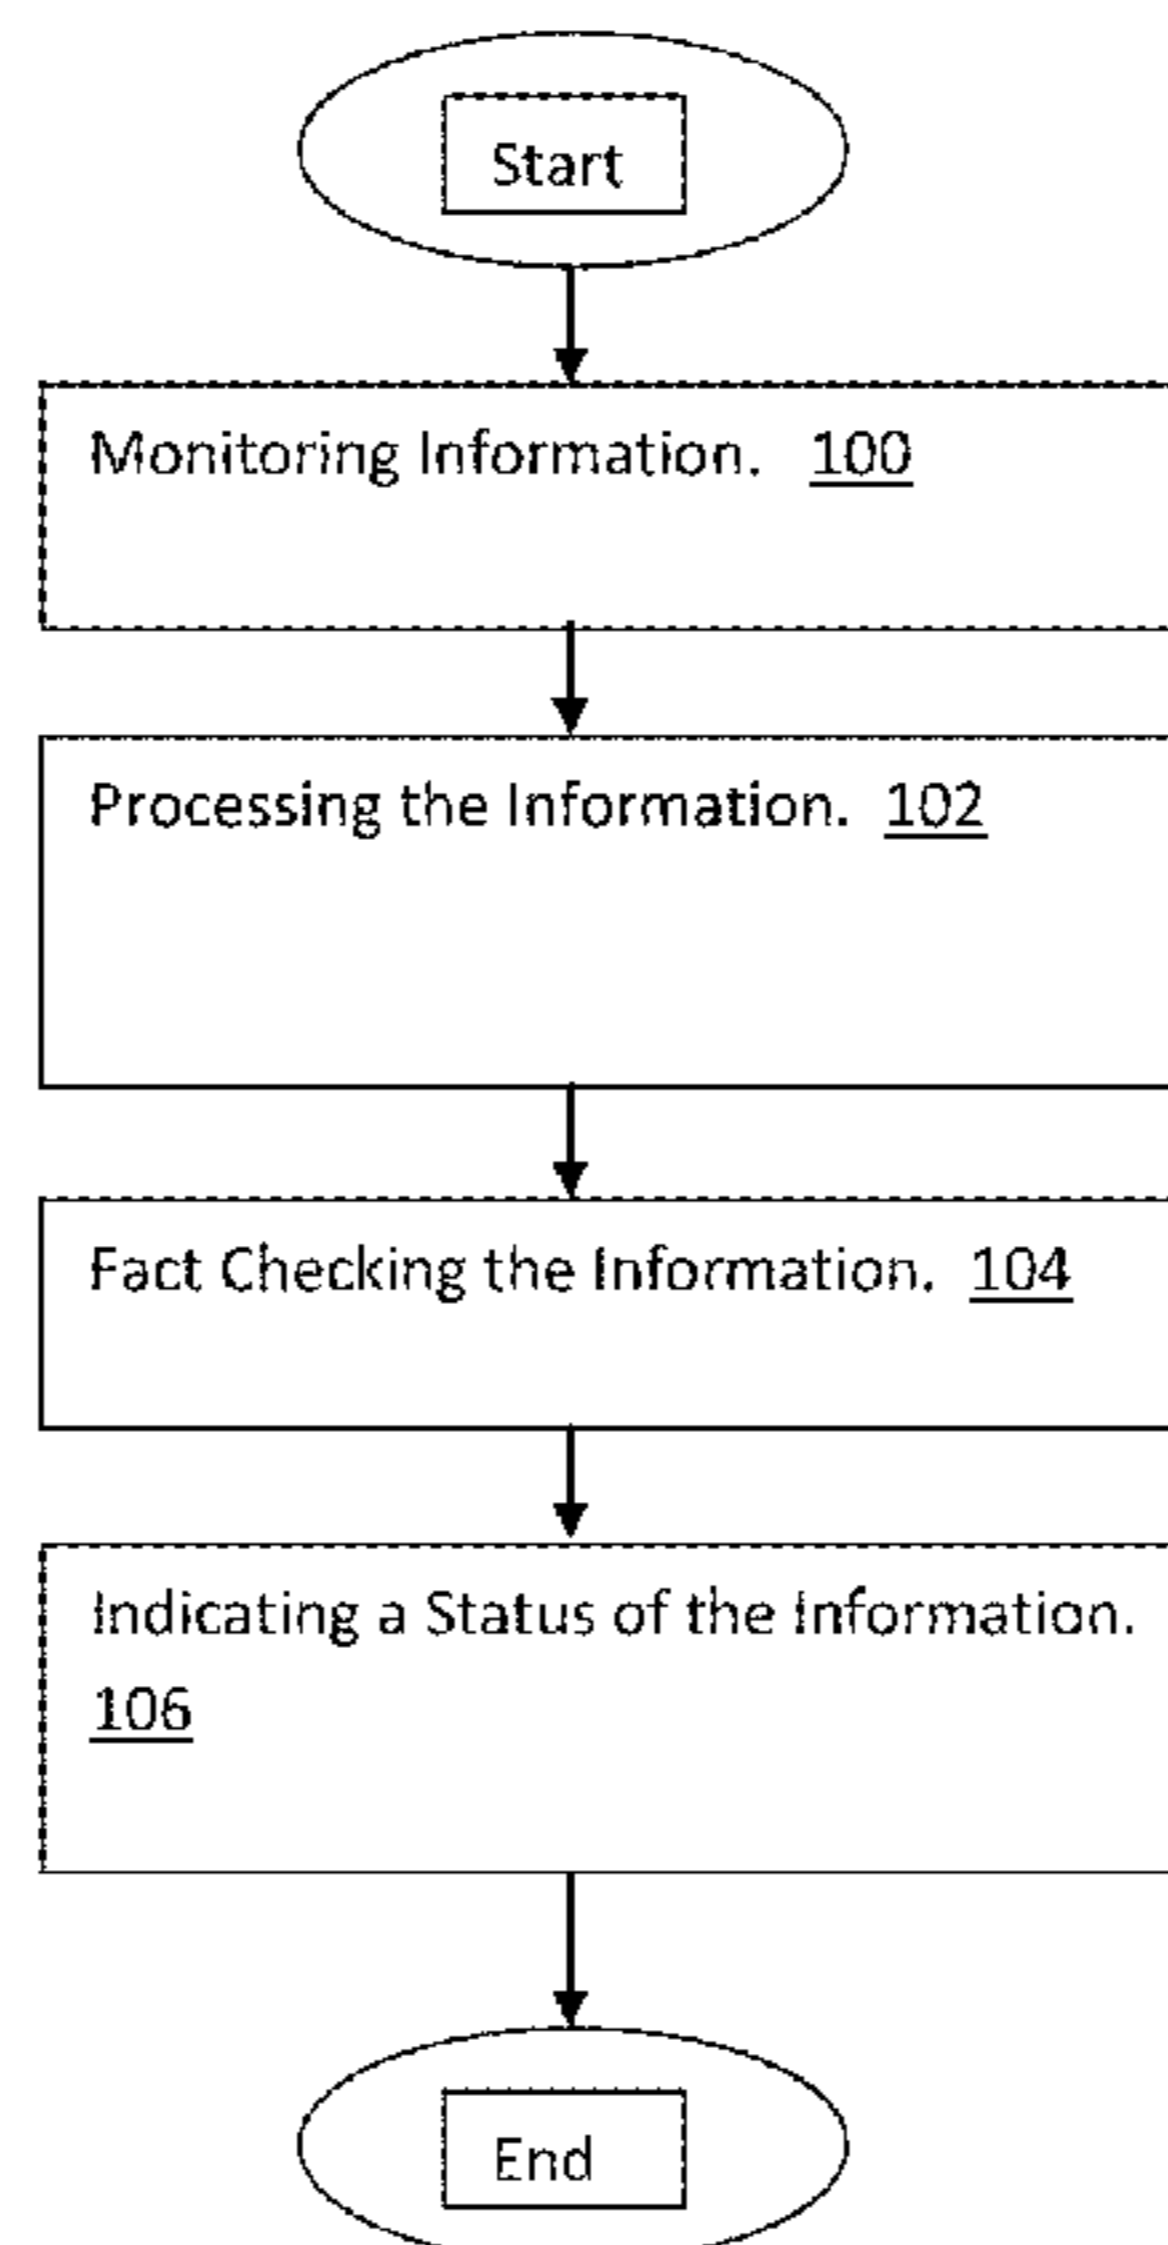 Start
Monitoring Information. 100
Processing the Information. 102
Fact Checking the Information. 104
Indicating a Status of the Information.
106
End